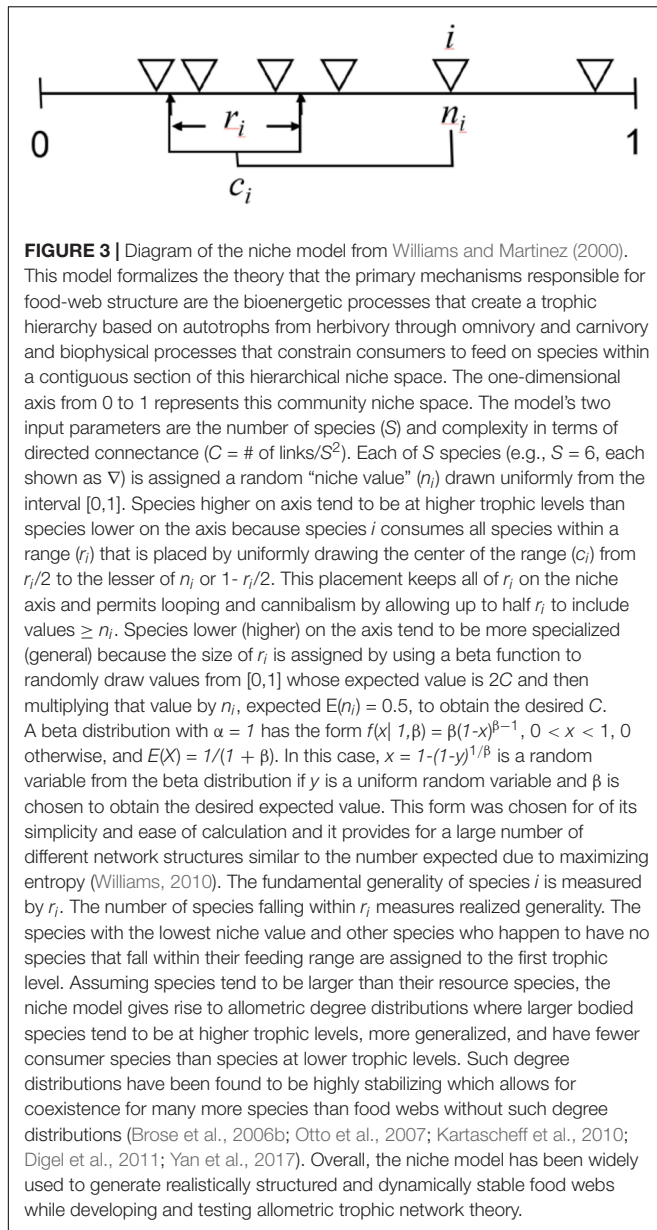 i
r_i
n_i
0
1
c_i
FIGURE 3 | Diagram of the niche model from Williams and Martinez (2000).
This model formalizes the theory that the primary mechanisms responsible for
food-web structure are the bioenergetic processes that create a trophic
hierarchy based on autotrophs from herbivory through omnivory and carnivory
and biophysical processes that constrain consumers to feed on species within
a contiguous section of this hierarchical niche space. The one-dimensional
axis from 0 to 1 represents this community niche space. The model's two
input parameters are the number of species (S) and complexity in terms of
directed connectance (C = # of links/S²). Each of S species (e.g., S = 6, each
shown as ∇) is assigned a random “niche value” (n_i) drawn uniformly from the
interval [0,1]. Species higher on axis tend to be at higher trophic levels than
species lower on the axis because species i consumes all species within a
range (r_i) that is placed by uniformly drawing the center of the range (c_i) from
r_i/2 to the lesser of n_i or 1- r_i/2. This placement keeps all of r_i on the niche
axis and permits looping and cannibalism by allowing up to half r_i to include
values ≥ n_i. Species lower (higher) on the axis tend to be more specialized
(general) because the size of r_i is assigned by using a beta function to
randomly draw values from [0,1] whose expected value is 2C and then
multiplying that value by n_i, expected E(n_i) = 0.5, to obtain the desired C.
A beta distribution with α = 1 has the form f(x| 1,β) = β(1-x)^β−1, 0 < x < 1, 0
otherwise, and E(X) = 1/(1 + β). In this case, x = 1-(1-y)^1/β is a random
variable from the beta distribution if y is a uniform random variable and β is
chosen to obtain the desired expected value. This form was chosen for of its
simplicity and ease of calculation and it provides for a large number of
different network structures similar to the number expected due to maximizing
entropy (Williams, 2010). The fundamental generality of species i is measured
by r_i. The number of species falling within r_i measures realized generality. The
species with the lowest niche value and other species who happen to have no
species that fall within their feeding range are assigned to the first trophic
level. Assuming species tend to be larger than their resource species, the
niche model gives rise to allometric degree distributions where larger bodied
species tend to be at higher trophic levels, more generalized, and have fewer
consumer species than species at lower trophic levels. Such degree
distributions have been found to be highly stabilizing which allows for
coexistence for many more species than food webs without such degree
distributions (Brose et al., 2006b; Otto et al., 2007; Kartascheff et al., 2010;
Digel et al., 2011; Yan et al., 2017). Overall, the niche model has been widely
used to generate realistically structured and dynamically stable food webs
while developing and testing allometric trophic network theory.